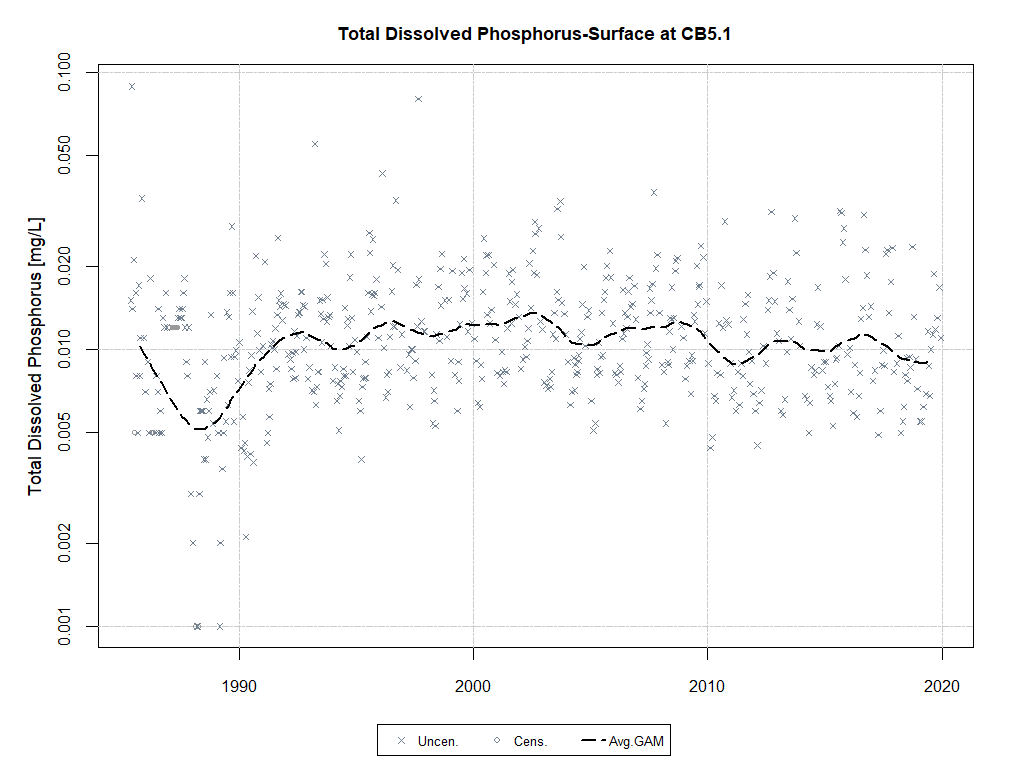 Total Dissolved Phosphorus-Surface at CB5.1
Total Dissolved Phosphorus [mg/L]
0.100
0.050
0.020
0.010
0.005
0.002
0.001
1990 2000 2010 2020
Uncen. Cens. Avg.GAM